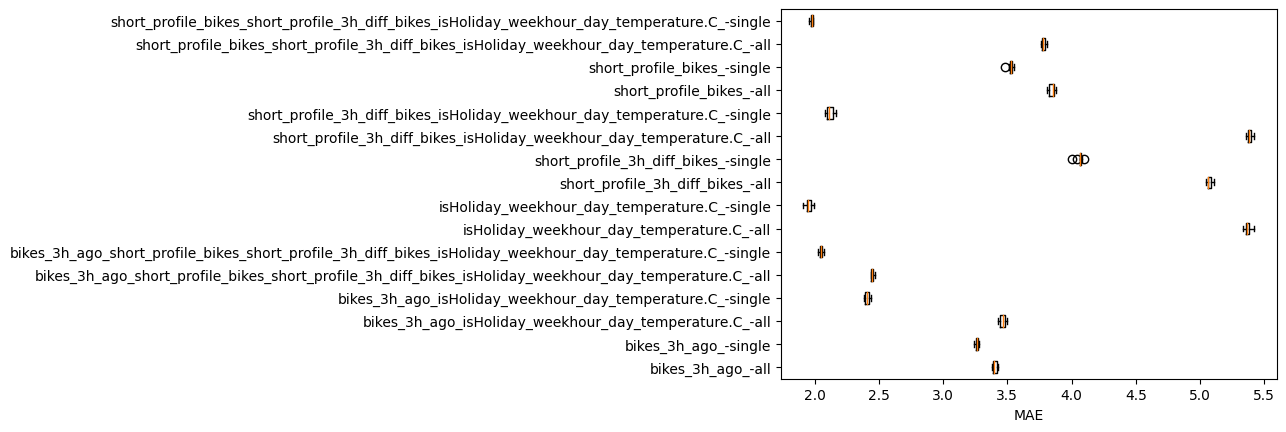 short_profile_bikes_short_profile_3h_diff_bikes_isHoliday_weekhour_day_temperature.C_-single
short_profile_bikes_short_profile_3h_diff_bikes_isHoliday_weekhour_day_temperature.C_-all
short_profile_bikes_-single
short_profile_bikes_-all
short_profile_3h_diff_bikes_isHoliday_weekhour_day_temperature.C_-single
short_profile_3h_diff_bikes_isHoliday_weekhour_day_temperature.C_-all
short_profile_3h_diff_bikes_-single
short_profile_3h_diff_bikes_-all
isHoliday_weekhour_day_temperature.C_-single
isHoliday_weekhour_day_temperature.C_-all
bikes_3h_ago_short_profile_bikes_short_profile_3h_diff_bikes_isHoliday_weekhour_day_temperature.C_-single
bikes_3h_ago_short_profile_bikes_short_profile_3h_diff_bikes_isHoliday_weekhour_day_temperature.C_-all
bikes_3h_ago_isHoliday_weekhour_day_temperature.C_-single
bikes_3h_ago_isHoliday_weekhour_day_temperature.C_-all
bikes_3h_ago_-single
bikes_3h_ago_-all
2.0 2.5 3.0 3.5 4.0 4.5 5.0 5.5
MAE